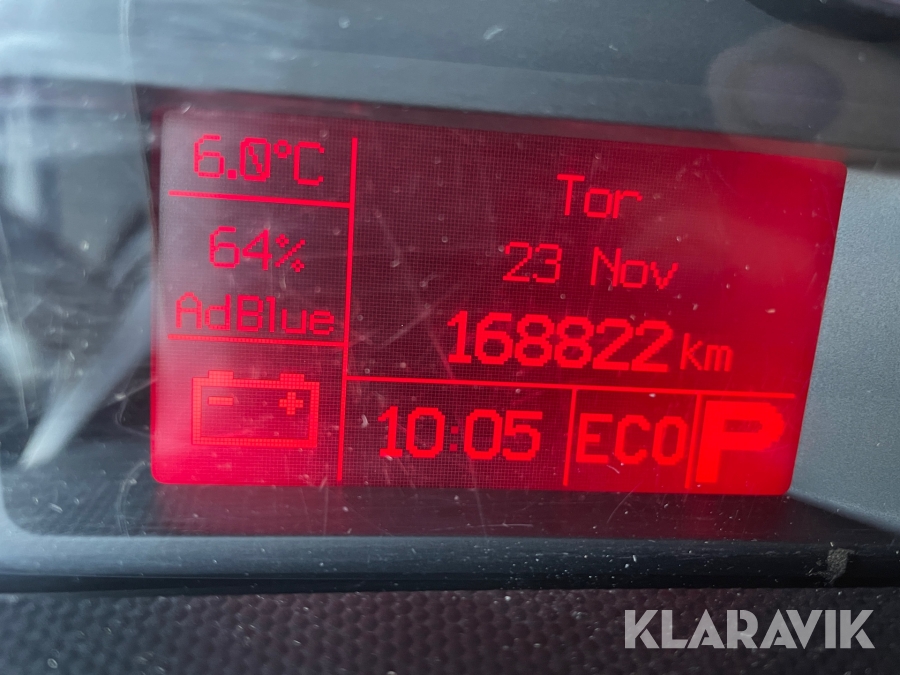 6.0°C
64%
AdBlue
- +
Tor
23 Nov
168822 km
10:05
ECO
P
KLARAVIK